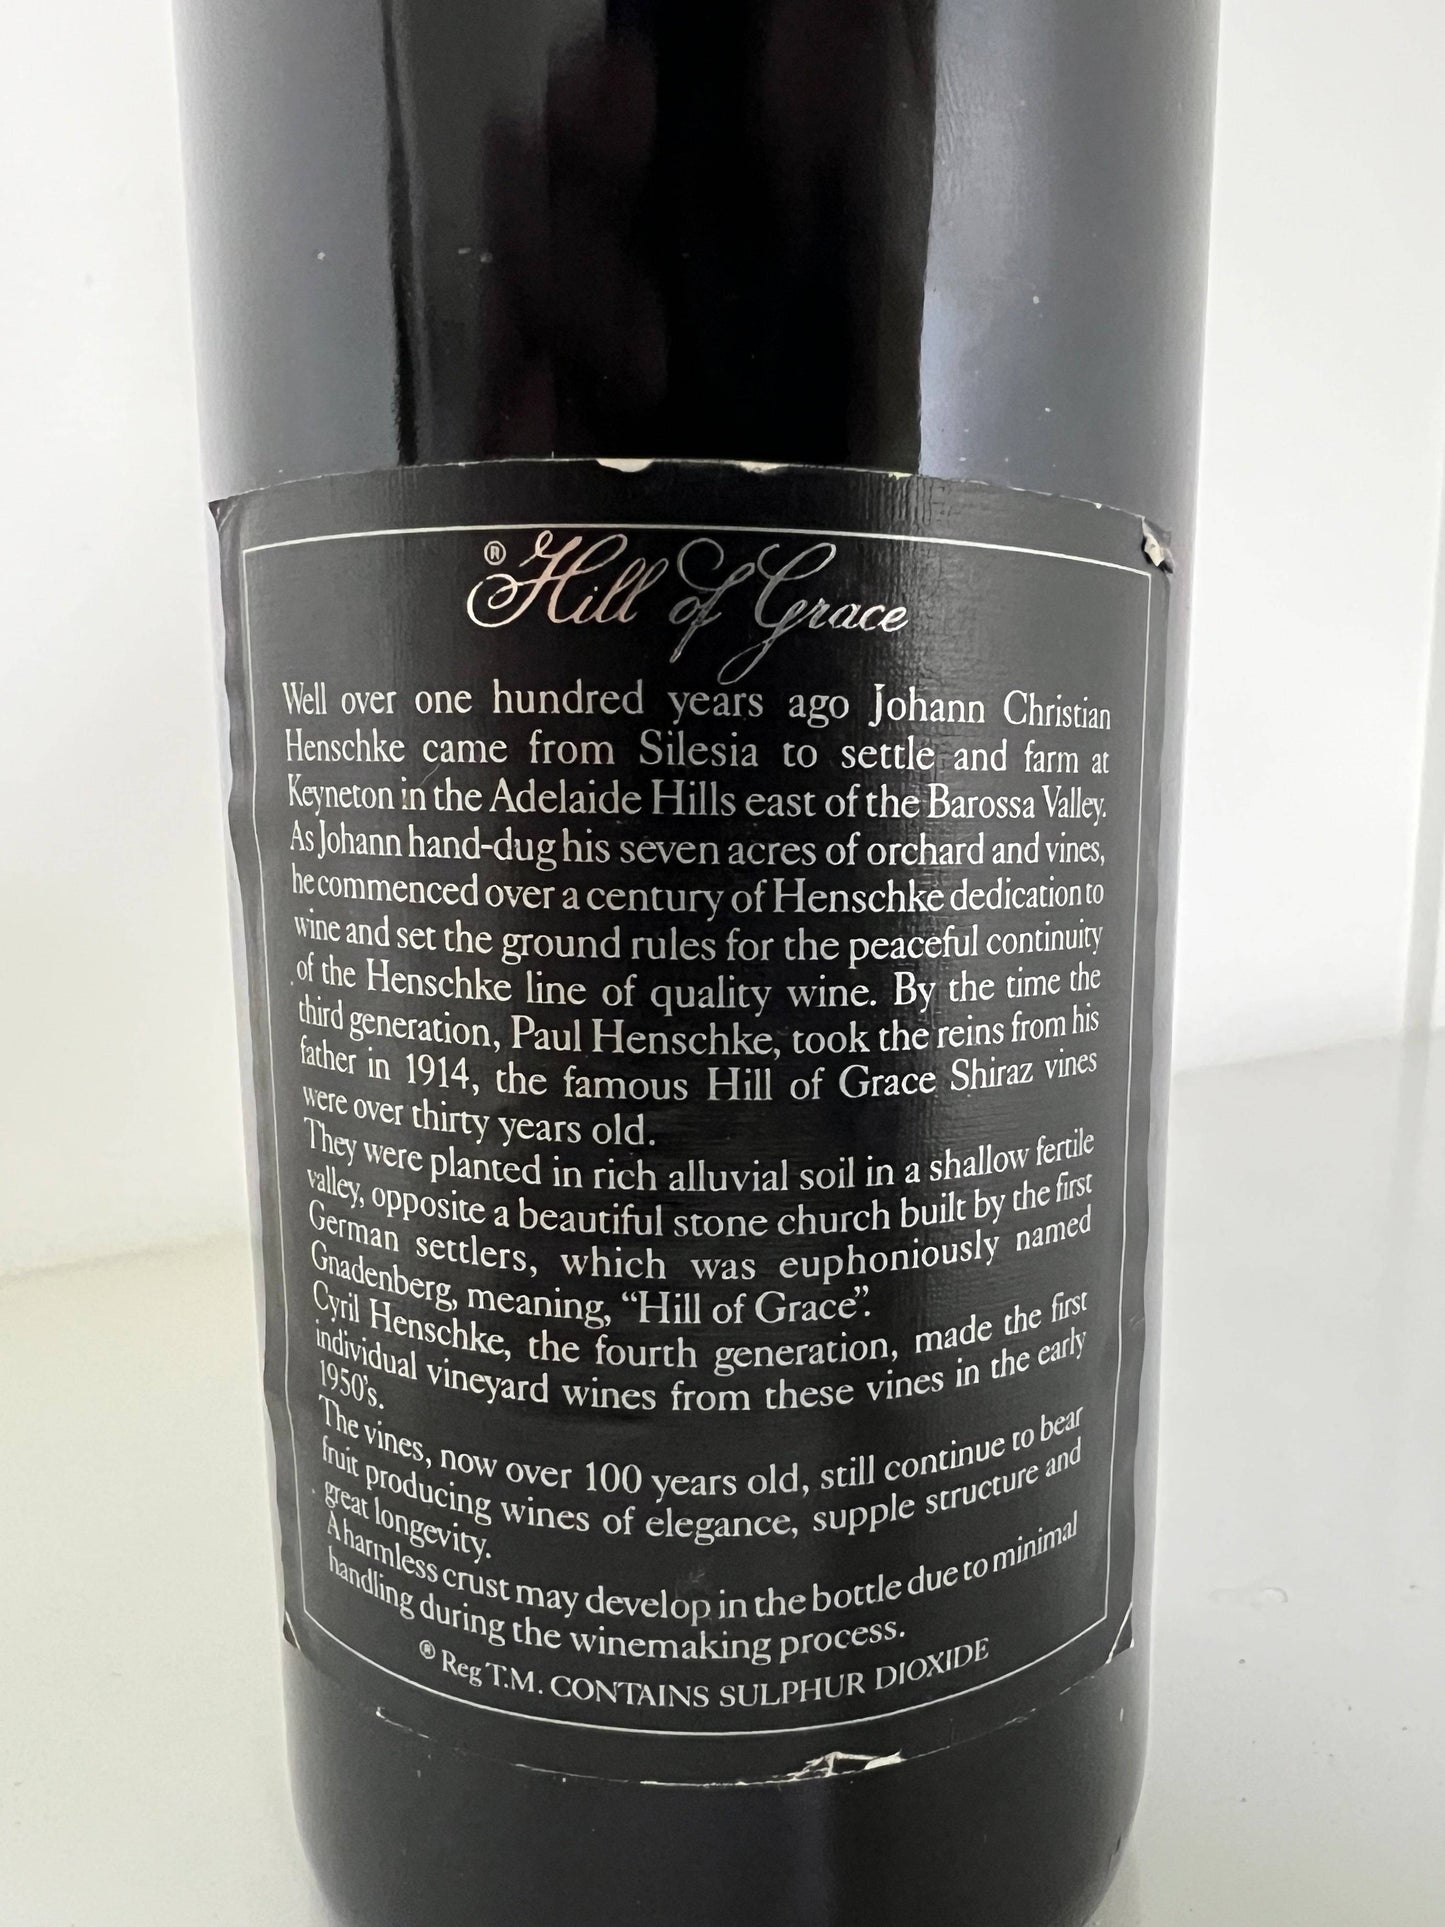 ® Hill of Grace
Well over one hundred years ago Johann Christian
Henschke came from Silesia to settle and farm at
Keyneton in the Adelaide Hills east of the Barossa Valley.
As Johann hand-dug his seven acres of orchard and vines,
he commenced over a century of Henschke dedication to
wine and set the ground rules for the peaceful continuity
of the Henschke line of quality wine. By the time the
third generation, Paul Henschke, took the reins from his
father in 1914, the famous Hill of Grace Shiraz vines
were over thirty years old.
They were planted in rich alluvial soil in a shallow fertile
valley, opposite a beautiful stone church built by the first
German settlers, which was euphoniously named
Gnadenberg, meaning, “Hill of Grace”.
Cyril Henschke, the fourth generation, made the first
individual vineyard wines from these vines in the early
1950's.
The vines, now over 100 years old, still continue to bear
fruit producing wines of elegance, supple structure and
great longevity.
A harmless crust may develop in the bottle due to minimal
handling during the winemaking process.
® Reg T.M. CONTAINS SULPHUR DIOXIDE